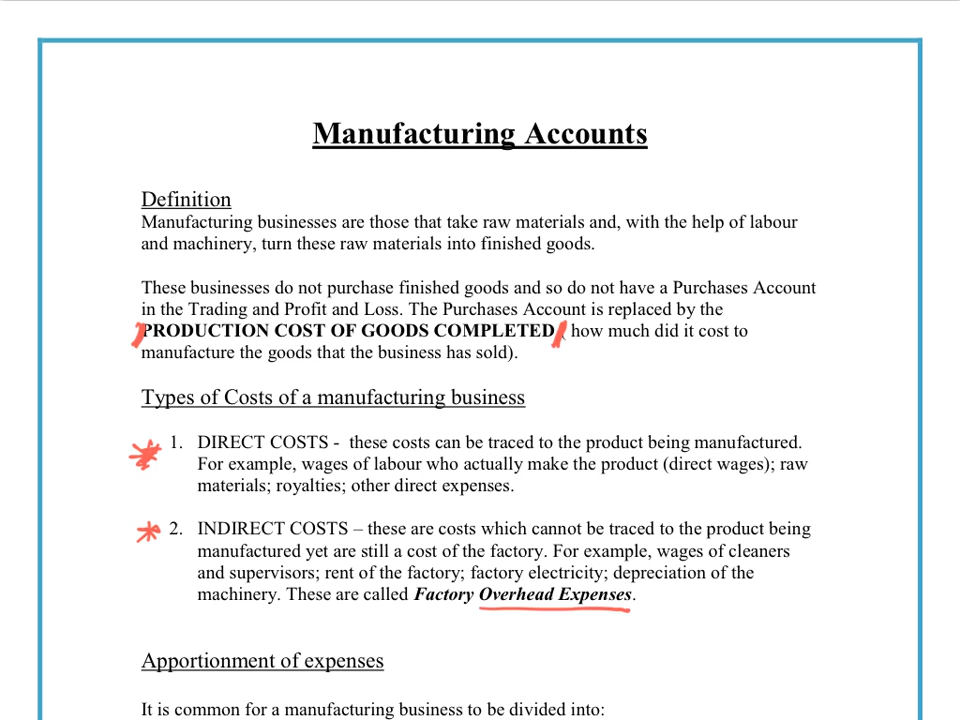 Manufacturing Accounts
Definition
Manufacturing businesses are those that take raw materials and, with the help of labour
and machinery, turn these raw materials into finished goods.
These businesses do not purchase finished goods and so do not have a Purchases Account
in the Trading and Profit and Loss. The Purchases Account is replaced by the
PRODUCTION COST OF GOODS COMPLETED ( how much did it cost to
manufacture the goods that the business has sold).
Types of Costs of a manufacturing business
1. DIRECT COSTS - these costs can be traced to the product being manufactured.
For example, wages of labour who actually make the product (direct wages); raw
materials; royalties; other direct expenses.
2. INDIRECT COSTS – these are costs which cannot be traced to the product being
manufactured yet are still a cost of the factory. For example, wages of cleaners
and supervisors; rent of the factory; factory electricity; depreciation of the
machinery. These are called Factory Overhead Expenses.
Apportionment of expenses
It is common for a manufacturing business to be divided into: